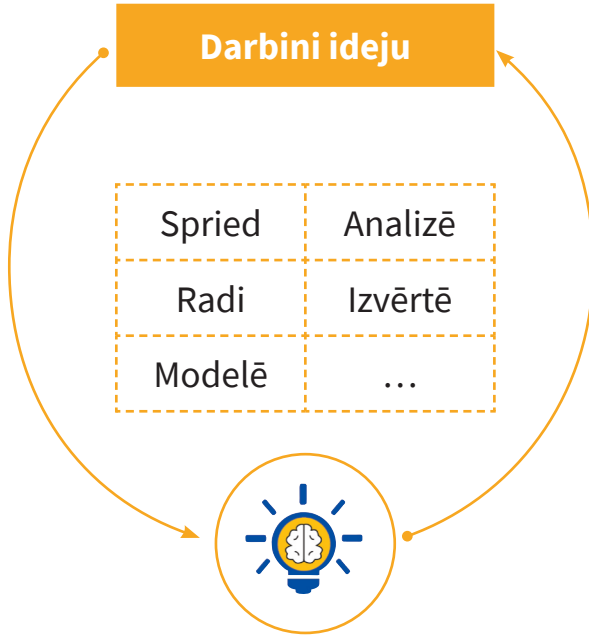 Darbini ideju
Spried Analizē
Radi Izvērtē
Modelē …